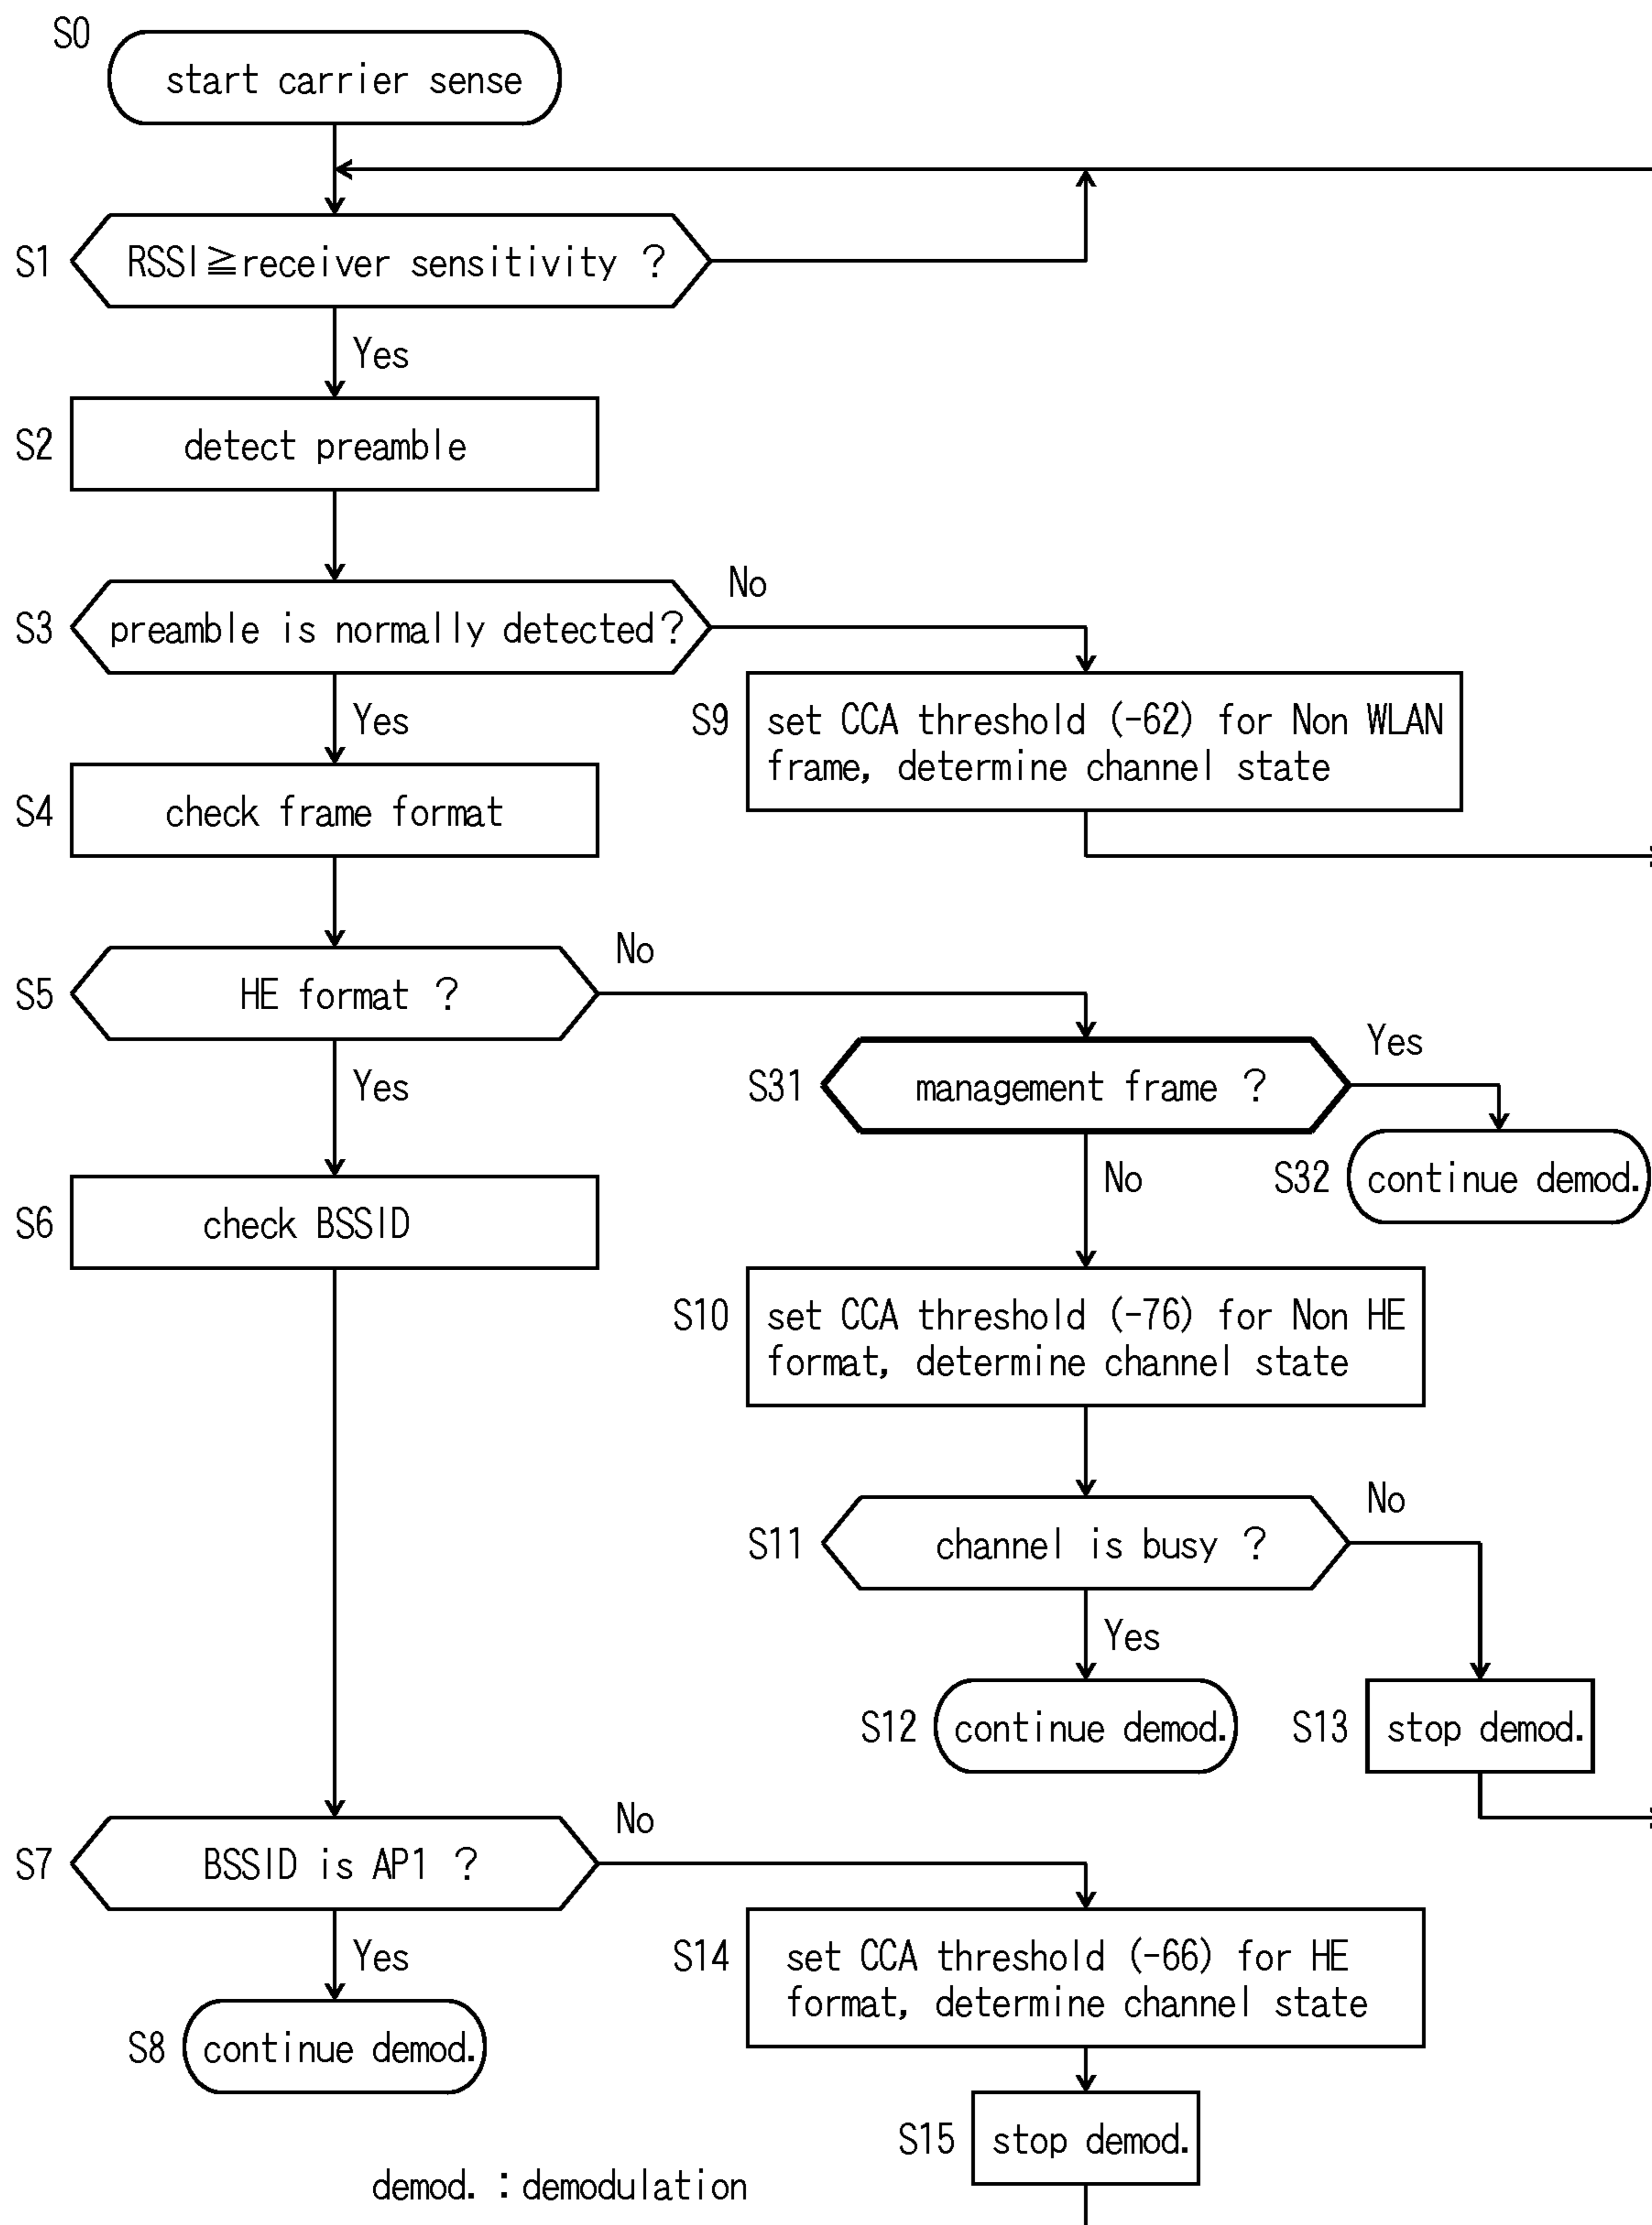 S0
start carrier sense
S1
RSSI≧receiver sensitivity ?
Yes
S2
detect preamble
No
S3
preamble is normally detected?
Yes
S9
set CCA threshold (-62) for Non WLAN
frame, determine channel state
S4
check frame format
No
S5
HE format ?
Yes
S31
management frame ?
Yes
No
S32
continue demod.
S6
check BSSID
S10
set CCA threshold (-76) for Non HE
format, determine channel state
No
S11
channel is busy ?
Yes
S12
continue demod.
S13
stop demod.
No
S7
BSSID is AP1 ?
Yes
S14
set CCA threshold (-66) for HE
format, determine channel state
S8
continue demod.
S15
stop demod.
demod. :demodulation